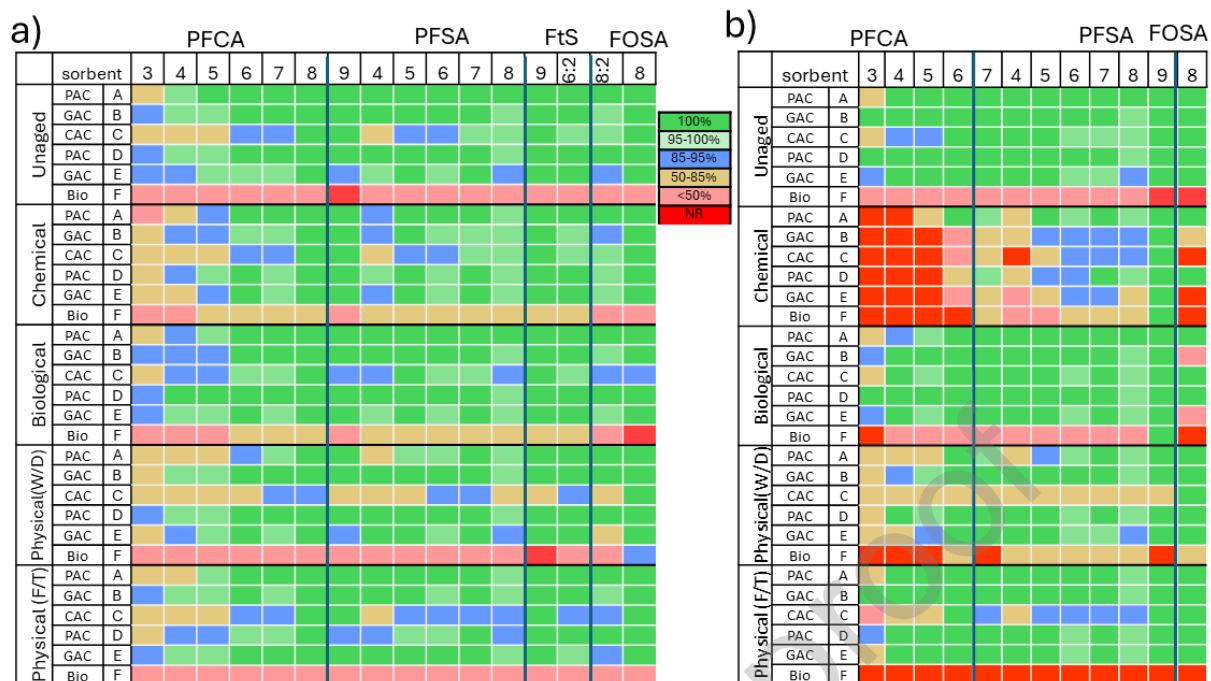 a)
PFCA PFSA FtS FOSA
sorbent 3 4 5 6 7 8 9 4 5 6 7 8 9 6:2 8:2 8
Unaged
PAC A
GAC B
CAC C
PAC D
GAC E
Bio F
Chemical
PAC A
GAC B
CAC C
PAC D
GAC E
Bio F
Biological
PAC A
GAC B
CAC C
PAC D
GAC E
Bio F
Physical(W/D)
PAC A
GAC B
CAC C
PAC D
GAC E
Bio F
Physical (F/T)
PAC A
GAC B
CAC C
PAC D
GAC E
Bio F
100%
95-100%
85-95%
50-85%
<50%
NR
b)
PFCA PFSA FOSA
sorbent 3 4 5 6 7 4 5 6 7 8 9 8
Unaged
PAC A
GAC B
CAC C
PAC D
GAC E
Bio F
Chemical
PAC A
GAC B
CAC C
PAC D
GAC E
Bio F
Biological
PAC A
GAC B
CAC C
PAC D
GAC E
Bio F
Physical(W/D)
PAC A
GAC B
CAC C
PAC D
GAC E
Bio F
Physical (F/T)
PAC A
GAC B
CAC C
PAC D
GAC E
Bio F
proof